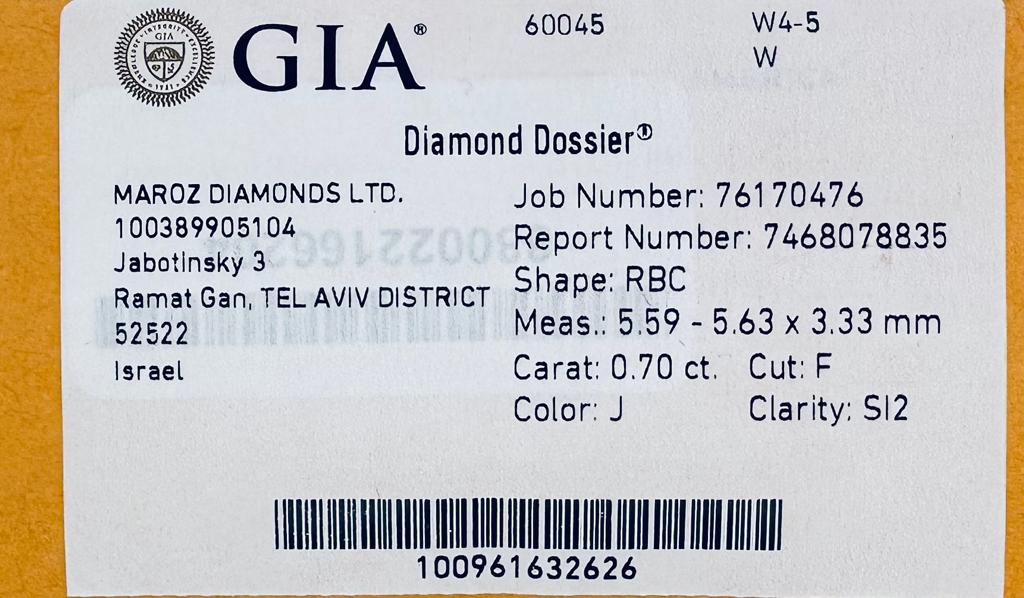 GIA®
60045
W4-5
W
Diamond Dossier®
MAROZ DIAMONDS LTD.
100389905104
Jabotinsky 3
Ramat Gan, TEL AVIV DISTRICT
52522
Israel
Job Number: 76170476
Report Number: 7468078835
Shape: RBC
Meas.: 5.59 - 5.63 x 3.33 mm
Carat: 0.70 ct. Cut: F
Color: J Clarity: SI2
100961632626